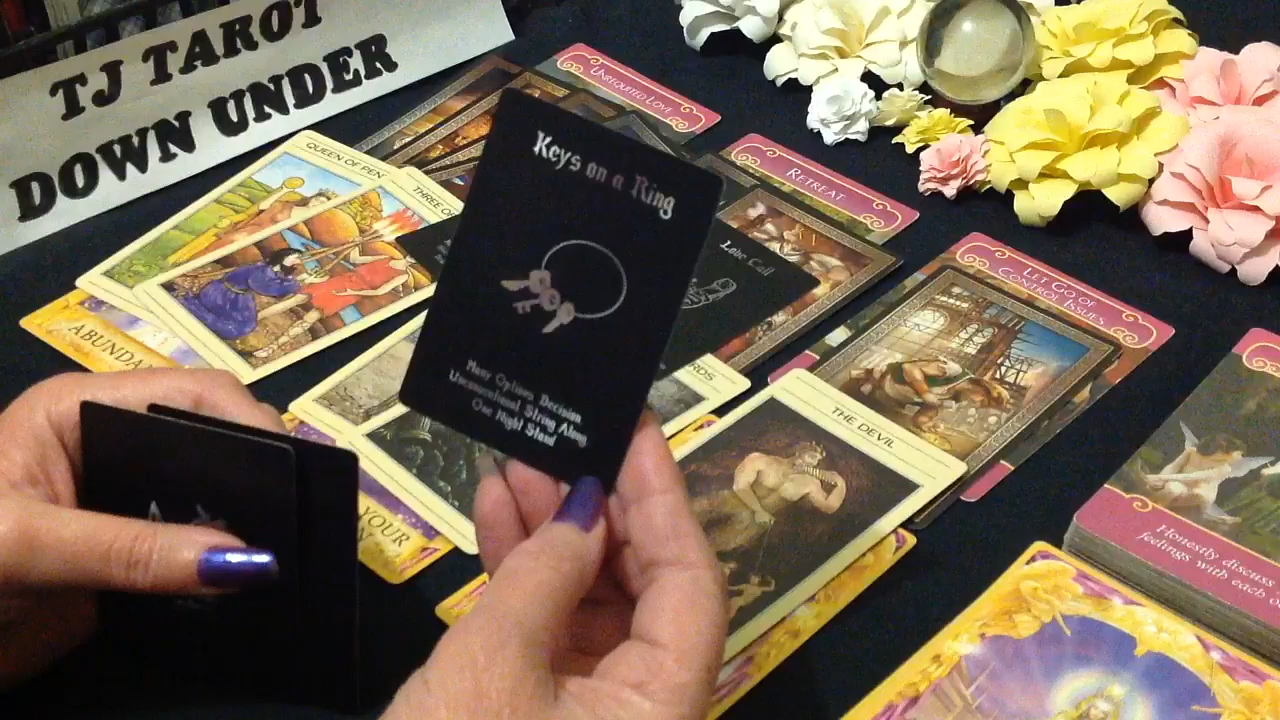 TJ TAROT
DOWN UNDER
UNREQUITED LOVE
RETREAT
LET GO OF
CONTROL ISSUES
QUEEN OF PEN
THREE OF
Keys on a Ring
Many Options Decision
Unconventional String Along
One Night Stand
Love Call
ABUNDA
RDS
THE DEVIL
YOUR
Honestly discuss
feelings with each o